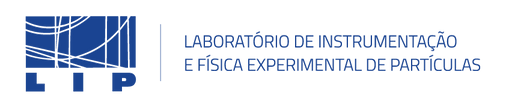 LIP
LABORATÓRIO DE INSTRUMENTAÇÃO
E FÍSICA EXPERIMENTAL DE PARTÍCULAS